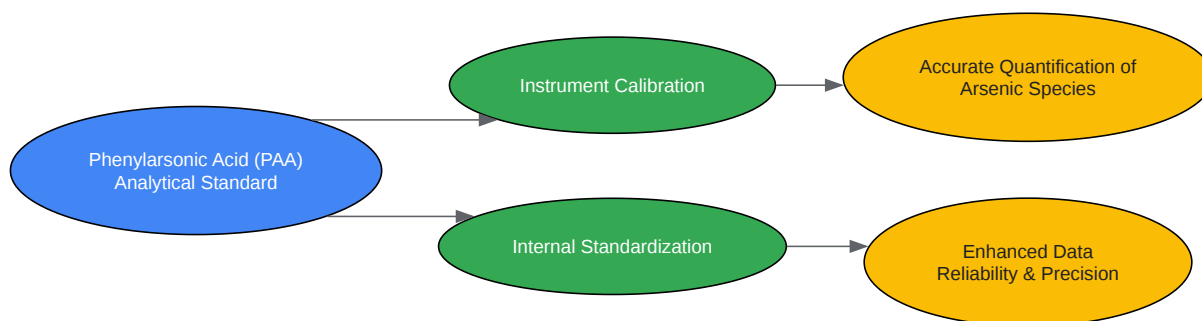 Phenylarsonic Acid (PAA)
Analytical Standard
Instrument Calibration
Accurate Quantification of
Arsenic Species
Internal Standardization
Enhanced Data
Reliability & Precision